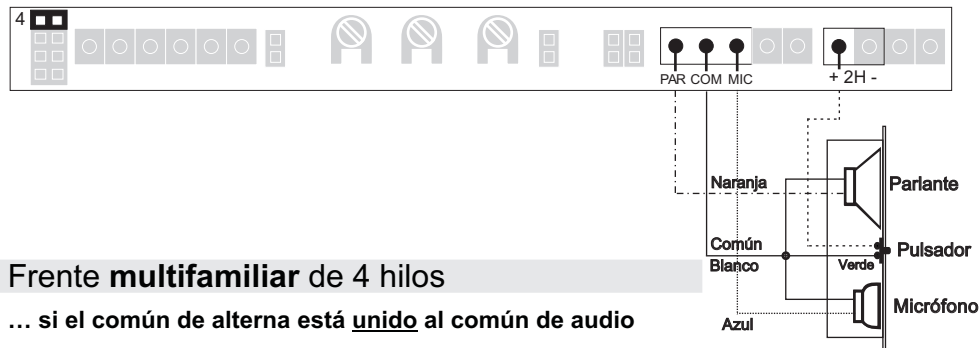 4
PAR COM MIC
+ 2H -
Naranja
Parlante
Común
Blanco
Verde
Pulsador
Micrófono
Azul
Frente multifamiliar de 4 hilos
... si el común de alterna está unido al común de audio